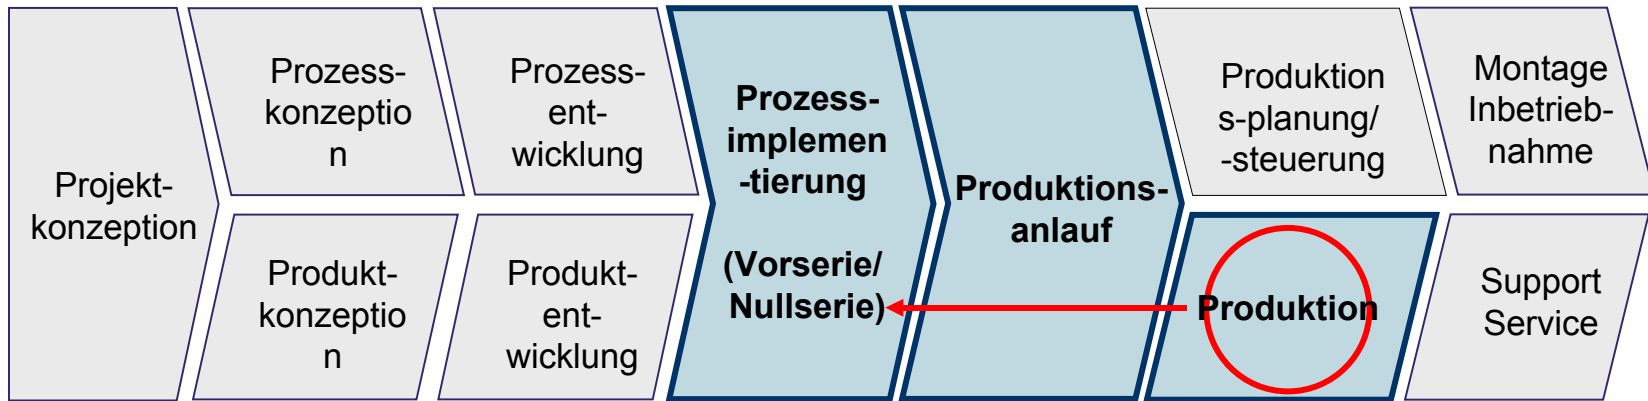 Projekt-
konzeption
Prozess-
konzeptio
n
Produkt-
konzeptio
n
Prozess-
ent-
wicklung
Produkt-
ent-
wicklung
Prozess-
implemen
-tierung
(Vorserie/
Nullserie)
Produktions-
anlauf
Produktion
s-planung/
-steuerung
Produktion
Montage
Inbetrieb-
nahme
Support
Service